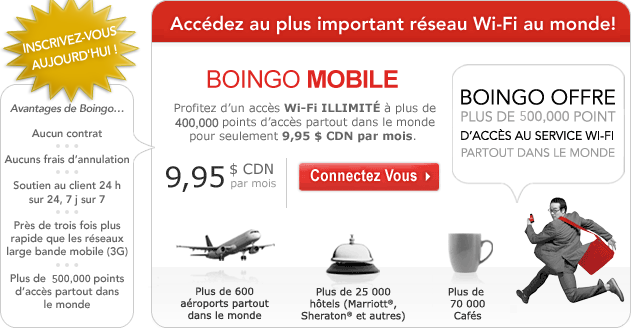 INSCRIVEZ-VOUS
AUJOURD'HUI !
Avantages de Boingo...
Aucun contrat
Aucuns frais d'annulation
Soutien au client 24 h
sur 24, 7 j sur 7
Près de trois fois plus
rapide que les réseaux
large bande mobile (3G)
Plus de 500,000 points
d'accès partout dans
le monde
Accédez au plus important réseau Wi-Fi au monde!
BOINGO MOBILE
Profitez d'un accès Wi-Fi ILLIMITÉ à plus de
400,000 points d'accès partout dans le monde
pour seulement 9,95 $ CDN par mois.
9,95 $ CDN
par mois
Connectez Vous
BOINGO OFFRE
PLUS DE 500,000 POINT
D'ACCÈS AU SERVICE WI-FI
PARTOUT DANS LE MONDE
Plus de 600
aéroports partout
dans le monde
Plus de 25 000
hôtels (Marriott®,
Sheraton® et autres)
Plus de
70 000
Cafés